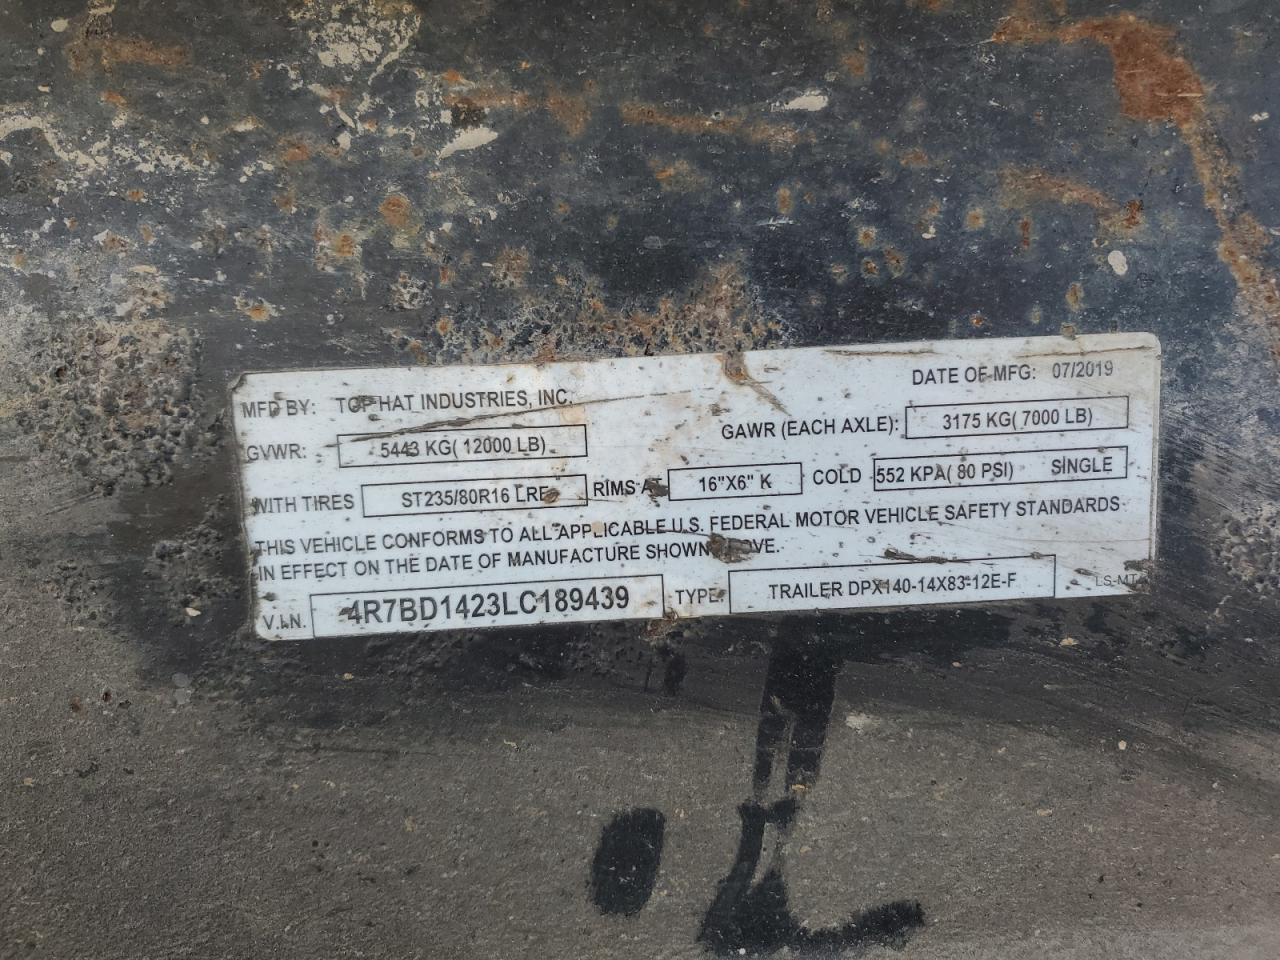 MFD BY: TOP HAT INDUSTRIES, INC. DATE OF MFG: 07/2019
GVWR: 5443 KG( 12000 LB) GAWR (EACH AXLE): 3175 KG( 7000 LB)
WITH TIRES ST235/80R16 LRE RIMS AT 16"X6" K COLD 552 KPA( 80 PSI) SINGLE
THIS VEHICLE CONFORMS TO ALL APPLICABLE U.S. FEDERAL MOTOR VEHICLE SAFETY STANDARDS
IN EFFECT ON THE DATE OF MANUFACTURE SHOWN ABOVE.
V.I.N. 4R7BD1423LC189439 TYPE: TRAILER DPX140-14X83-12E-F